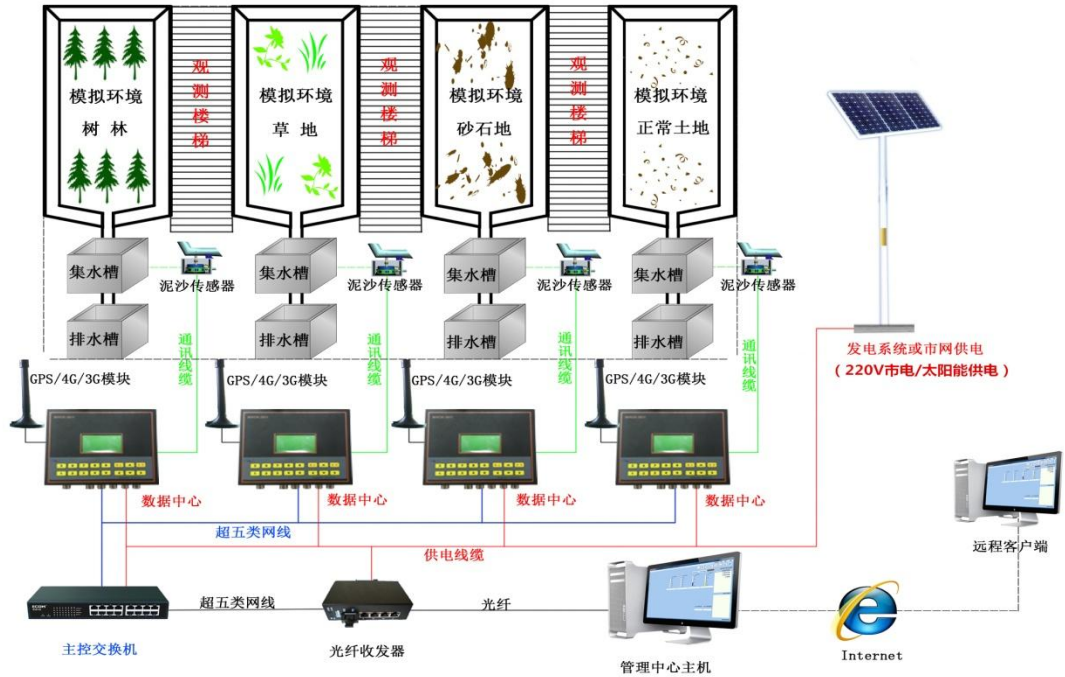 模拟环境
树 林
观测楼梯
模拟环境
草 地
观测楼梯
模拟环境
砂石地
观测楼梯
模拟环境
正常土地
集水槽
泥沙传感器
集水槽
泥沙传感器
集水槽
泥沙传感器
集水槽
泥沙传感器
排水槽
通讯线缆
排水槽
通讯线缆
排水槽
通讯线缆
排水槽
通讯线缆
发电系统或市网供电
（220V市电/太阳能供电）
GPS/4G/3G模块
GPS/4G/3G模块
GPS/4G/3G模块
GPS/4G/3G模块
数据中心
数据中心
数据中心
数据中心
超五类网线
供电线缆
远程客户端
超五类网线
光纤
主控交换机
光纤收发器
管理中心主机
Internet